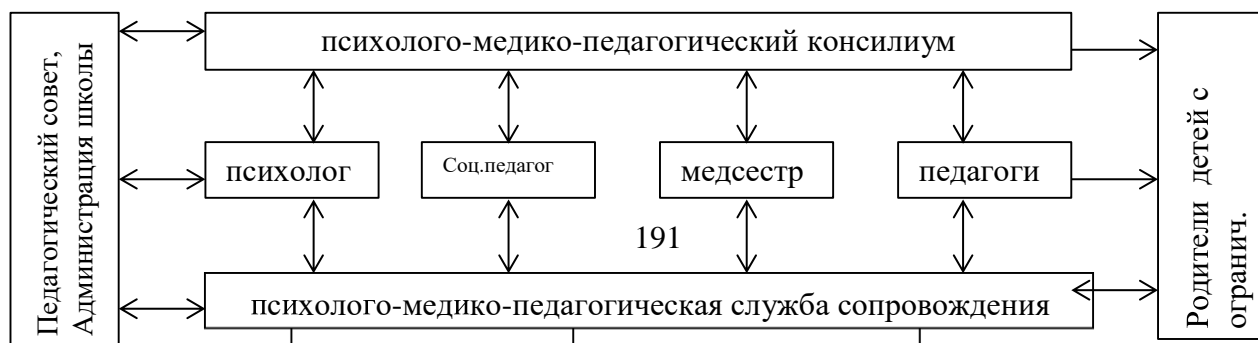 Педагогический совет,
Администрация школы
психолого-медико-педагогический консилиум
психолог
Соц.педагог
медсестр
педагоги
191
психолого-медико-педагогическая служба сопровождения
Родители детей с
огранич.